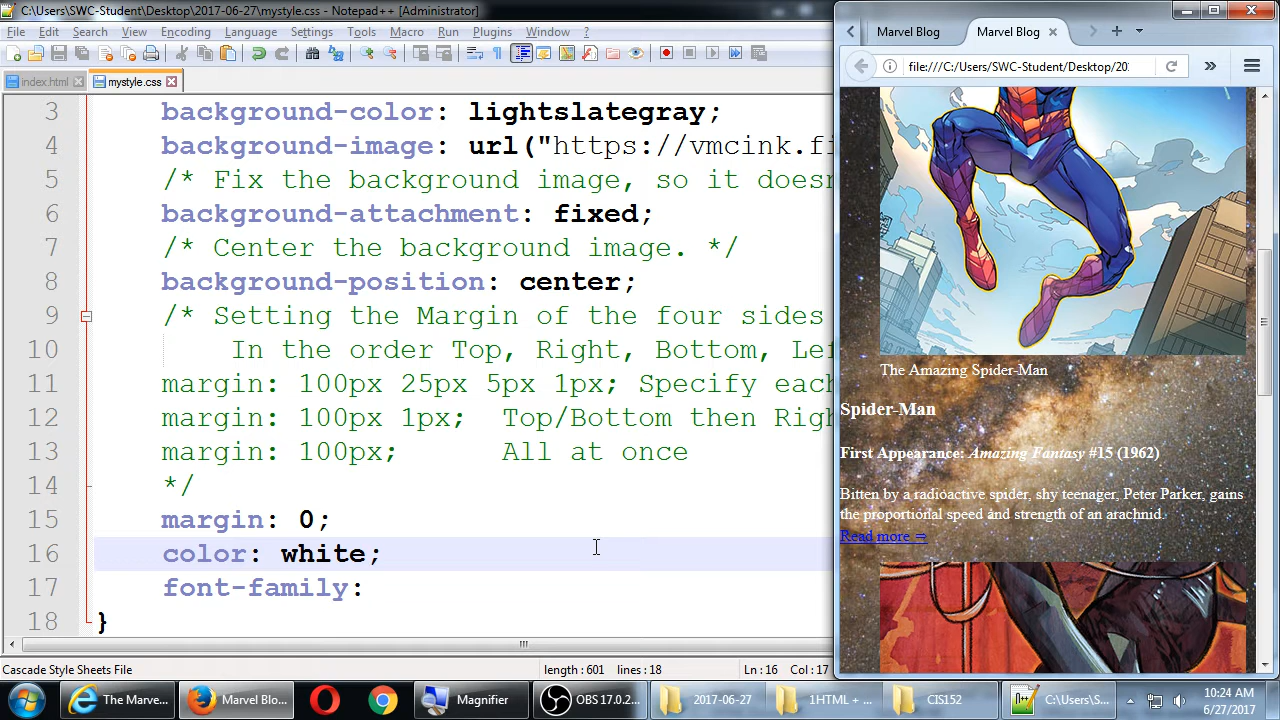 C:\Users\SWC-Student\Desktop\2017-06-27\mystyle.css - Notepad++ [Administrator]
File Edit Search View Encoding Language Settings Tools Macro Run Plugins Window ?
index.html mystyle.css
3 background-color: lightslategray;
4 background-image: url("https://vmcink.fi
5 /* Fix the background image, so it doesn
6 background-attachment: fixed;
7 /* Center the background image. */
8 background-position: center;
9 /* Setting the Margin of the four sides
10 In the order Top, Right, Bottom, Lef
11 margin: 100px 25px 5px 1px; Specify each
12 margin: 100px 1px; Top/Bottom then Righ
13 margin: 100px; All at once
14 */
15 margin: 0;
16 color: white;
17 font-family:
18 }
Cascade Style Sheets File length : 601 lines : 18 Ln : 16 Col : 17
Marvel Blog Marvel Blog
file:///C:/Users/SWC-Student/Desktop/20
The Amazing Spider-Man
Spider-Man
First Appearance: Amazing Fantasy #15 (1962)
Bitten by a radioactive spider, shy teenager, Peter Parker, gains
the proportional speed and strength of an arachnid.
Read more ⇒
The Marve... Marvel Blo... Magnifier OBS 17.0.2... 2017-06-27 1HTML + ... CIS152 C:\Users\S...
10:24 AM
6/27/2017